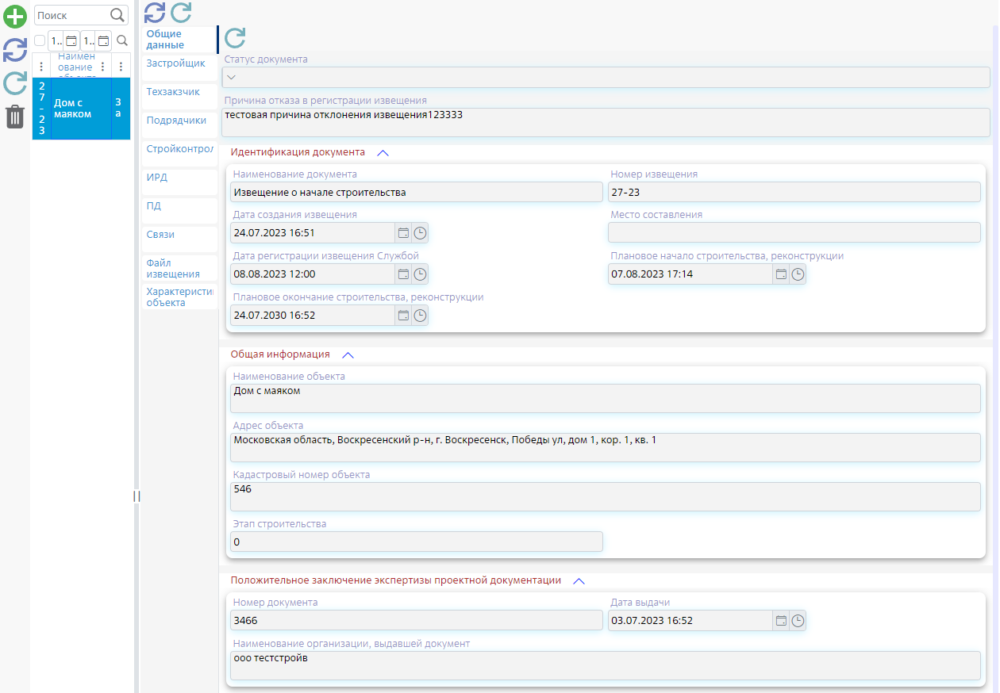 Поиск
1..
1..
Наимен
ование
27-23
Дом с
маяком
За
Общие
данные
Застройщик
Техзакзчик
Подрядчики
Стройконтрол
ИРД
ПД
Связи
Файл
извещения
Характеристи
объекта
Статус документа
Причина отказа в регистрации извещения
тестовая причина отклонения извещения123333
Идентификация документа
Наименование документа
Номер извещения
Извещение о начале строительства
27-23
Дата создания извещения
Место составления
24.07.2023 16:51
Дата регистрации извещения Службой
Плановое начало строительства, реконструкции
08.08.2023 12:00
07.08.2023 17:14
Плановое окончание строительства, реконструкции
24.07.2030 16:52
Общая информация
Наименование объекта
Дом с маяком
Адрес объекта
Московская область, Воскресенский р-н, г. Воскресенск, Победы ул, дом 1, кор. 1, кв. 1
Кадастровый номер объекта
546
Этап строительства
0
Положительное заключение экспертизы проектной документации
Номер документа
Дата выдачи
3466
03.07.2023 16:52
Наименование организации, выдавшей документ
ооо тестстройв